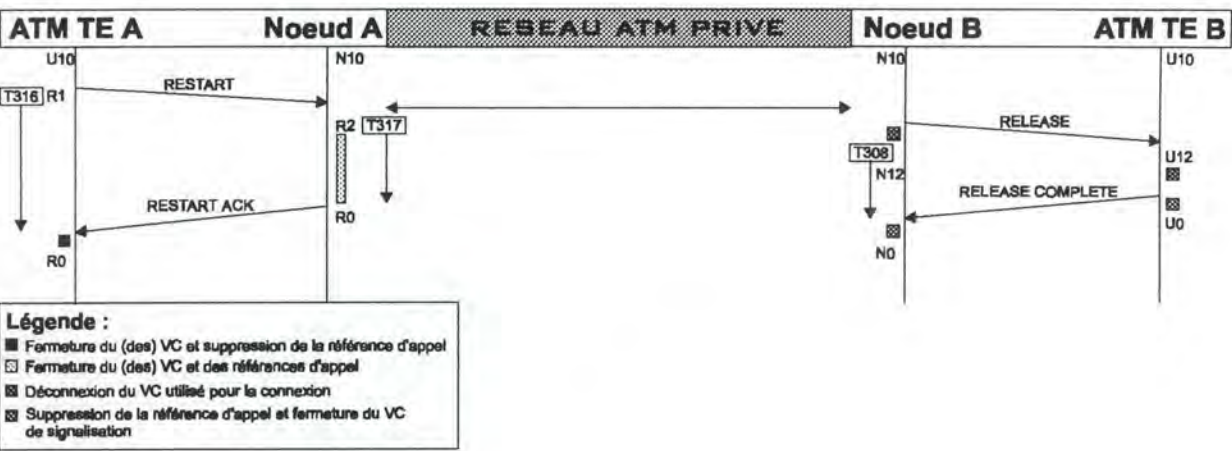 ATM TE A Noeud A RESEAU ATM PRIVE Noeud B ATM TE B
U10 N10 N10 U10
T316 R1 RESTART
R2 T317
RELEASE
T308
U12
N12
RESTART ACK
RELEASE COMPLETE
R0
U0
R0
N0
Légende :
Fermeture du (des) VC et suppression de la référence d'appel
Fermeture du (des) VC et des références d'appel
Déconnexion du VC utilisé pour la connexion
Suppression de la référence d'appel et fermeture du VC
de signalisation